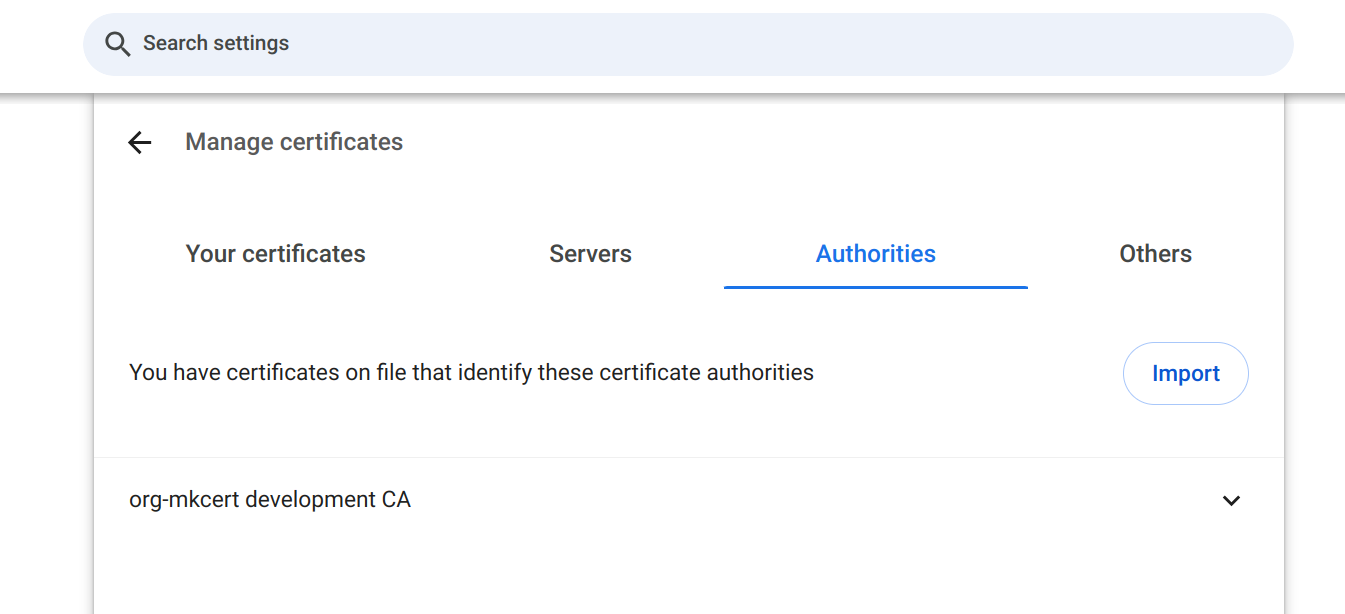 Search settings
Manage certificates
Your certificates Servers Authorities Others
You have certificates on file that identify these certificate authorities Import
org-mkcert development CA